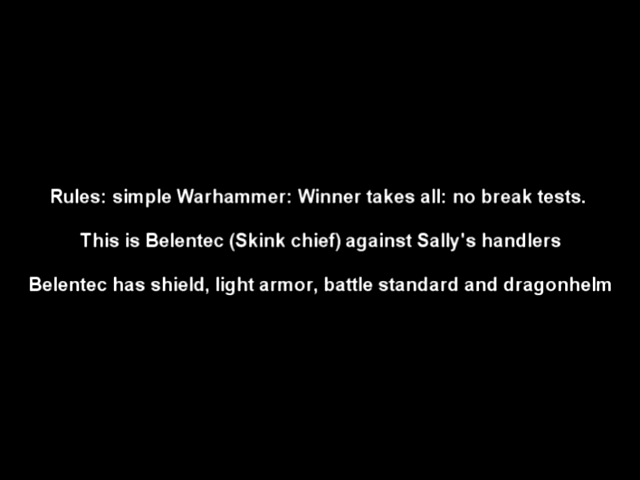 Rules: simple Warhammer: Winner takes all: no break tests.
This is Belentec (Skink chief) against Sally's handlers
Belentec has shield, light armor, battle standard and dragonhelm